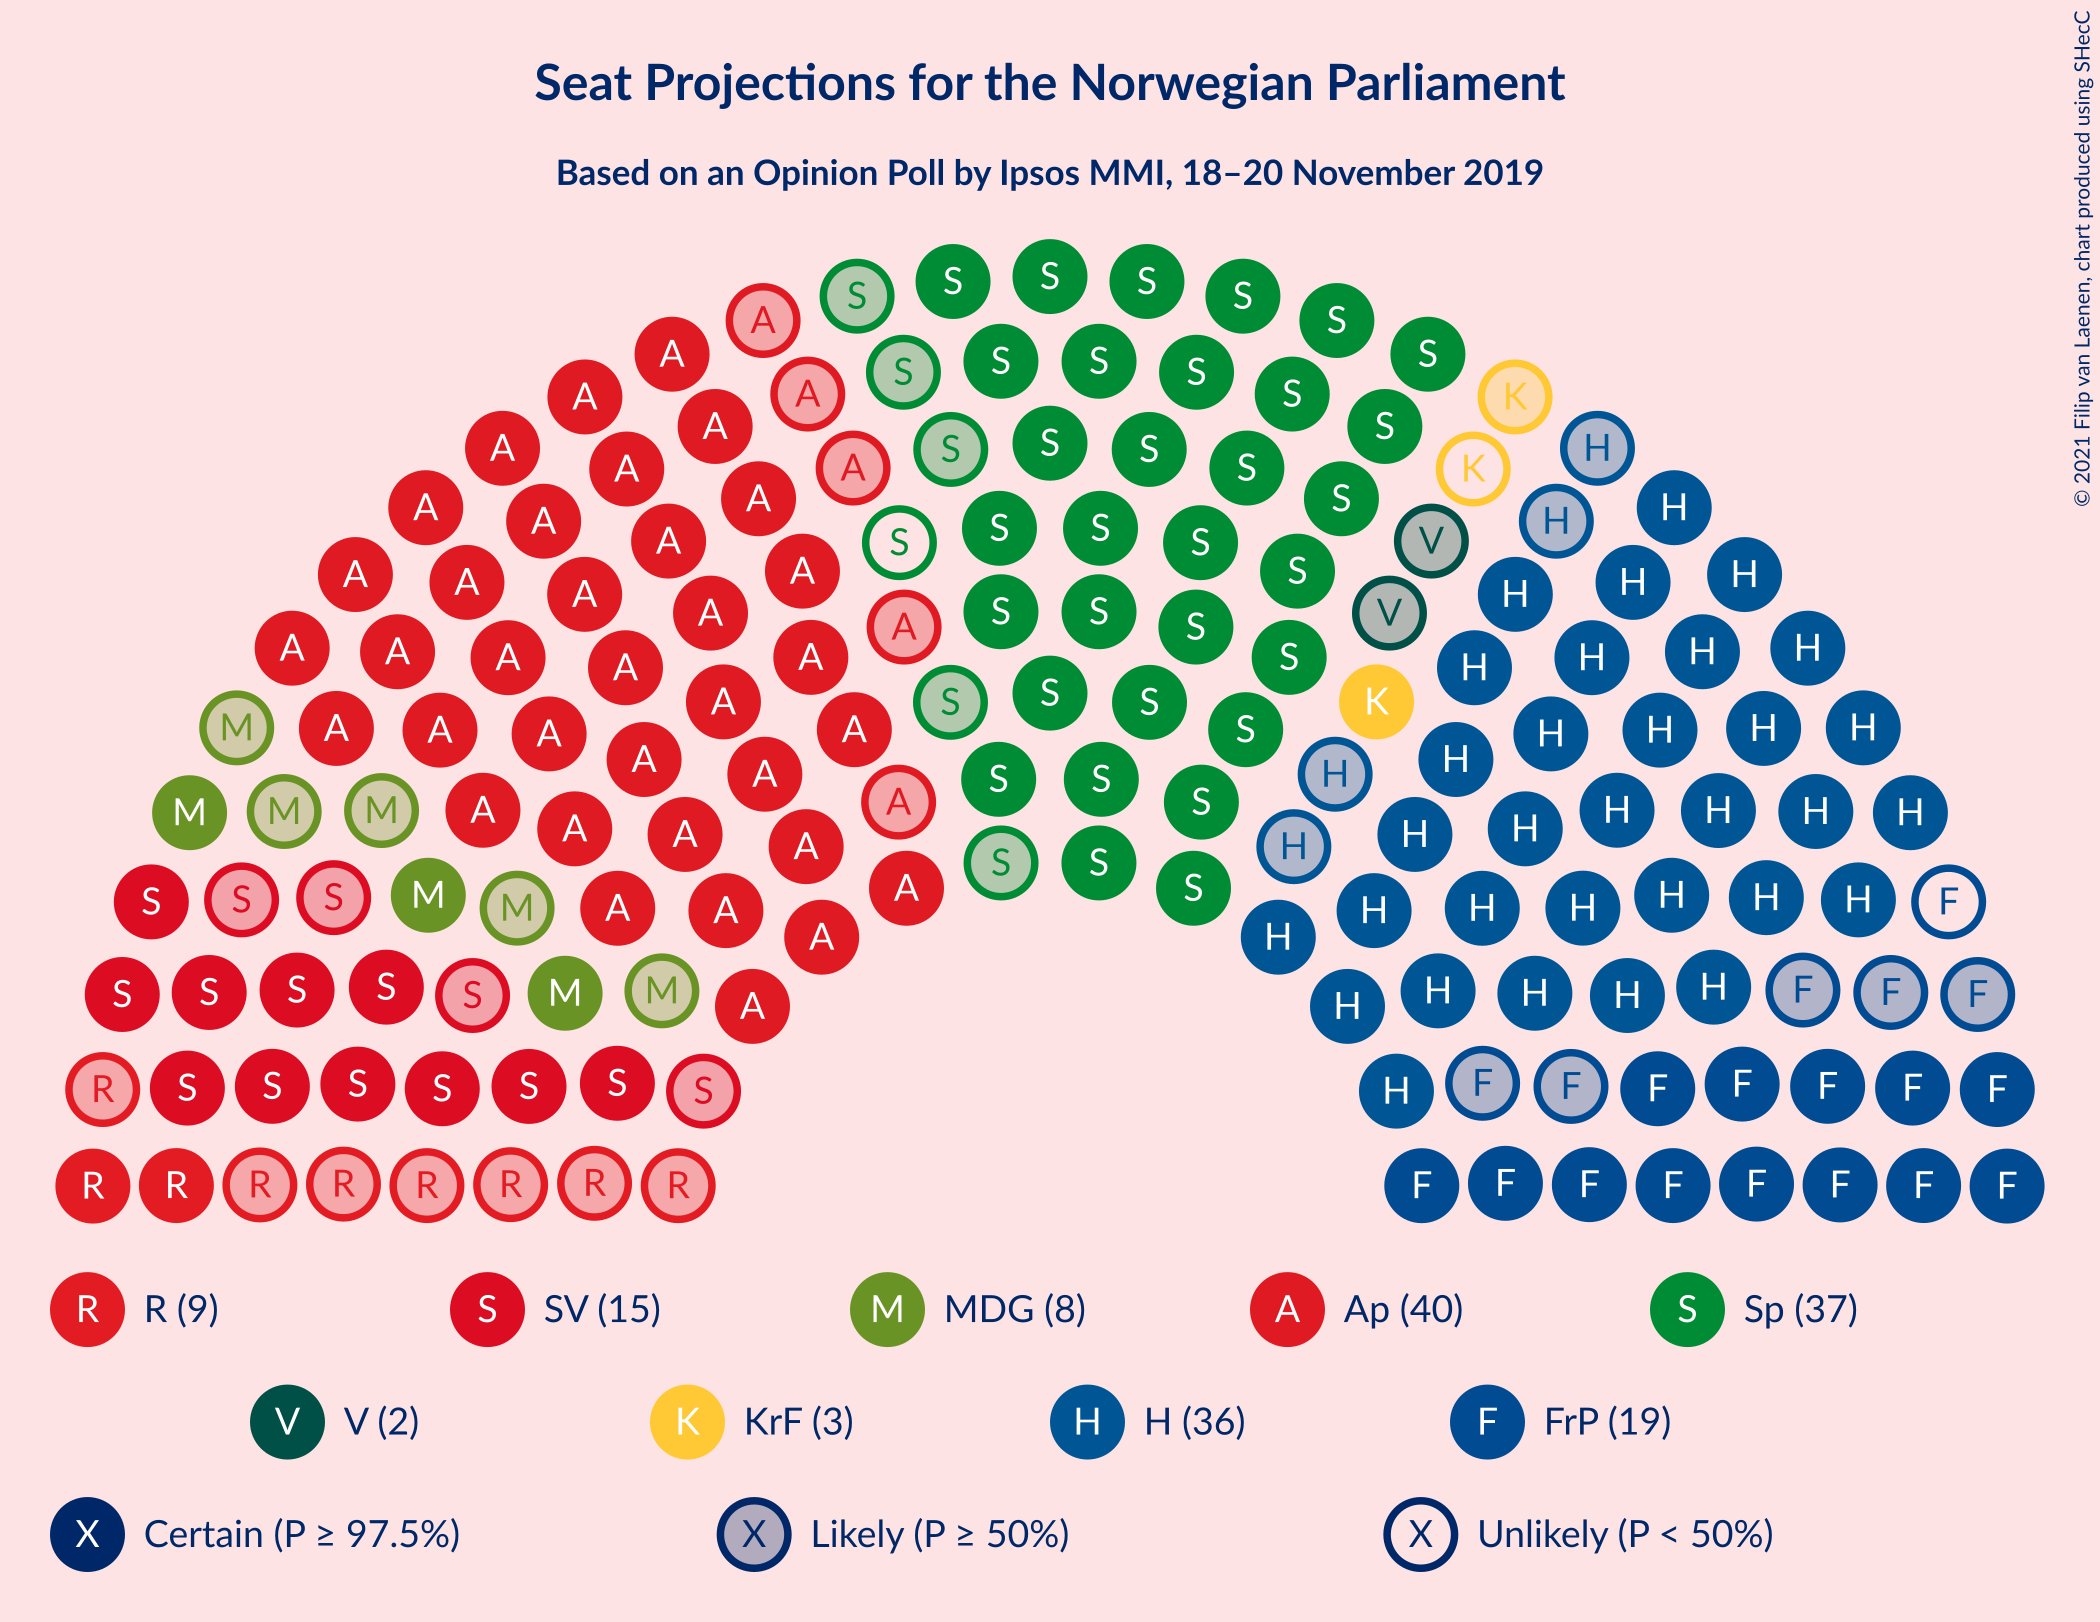 Seat Projections for the Norwegian Parliament
Based on an Opinion Poll by Ipsos MMI, 18–20 November 2019
© 2021 Filip van Laenen, chart produced using SHecC
S S S S S S S
A S S S S S S K
A A S S S S S K H
A A A S S S S S V H H
A A A A S S S S S V H H
A A A A A S S S S K H H H
A A A A A A S S S H H H H H
M A A A A A A S S S H H H H H H
M M M A A A A A S S S H H H H H H H
S S S M M A A A H H H H H H H F
S S S S S M M A H H H H H F F F
R S S S S S S S H F F F F F F F
R R R R R R R R F F F F F F F F
R R (9) S SV (15) M MDG (8) A Ap (40) S Sp (37)
V V (2) K KrF (3) H H (36) F FrP (19)
X Certain (P ≥ 97.5%) X Likely (P ≥ 50%) X Unlikely (P < 50%)